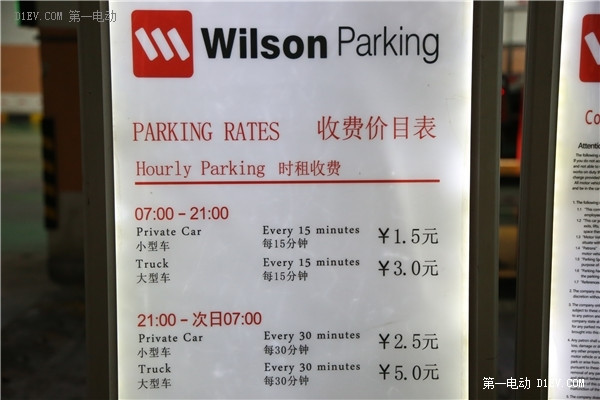 D1EV.COM 第一电动
Wilson Parking
PARKING RATES 收费价目表
Hourly Parking 时租收费
07:00－21:00
Private Car Every 15 minutes ￥1.5元
小型车 每15分钟
Truck Every 15 minutes ￥3.0元
大型车 每15分钟
21:00－次日07:00
Private Car Every 30 minutes ￥2.5元
小型车 每30分钟
Truck Every 30 minutes ￥5.0元
大型车 每30分钟
Co
Attenti
第一电动 D1EV.COM